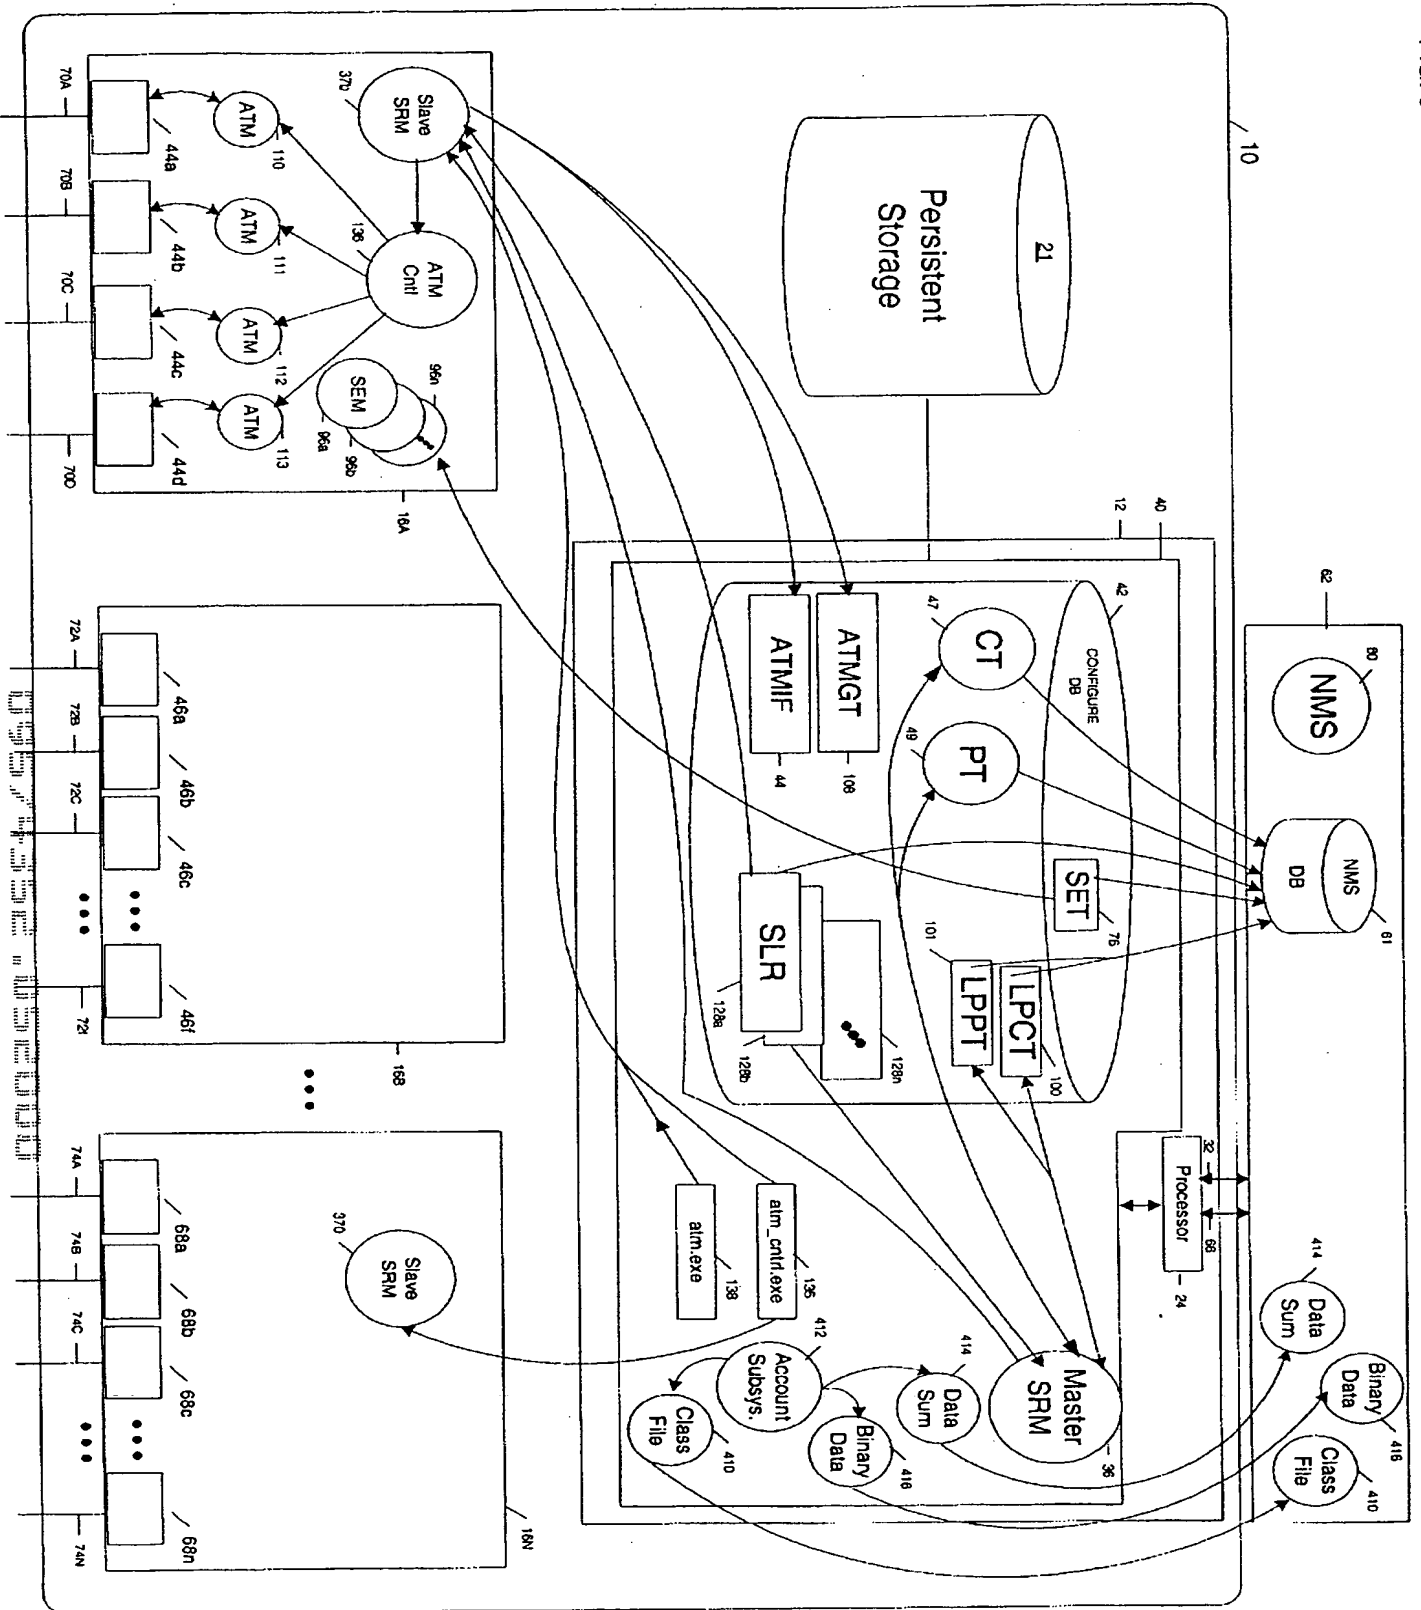 10
62
60
NMS
NMS
DB
61
414
Data
Sum
Binary
Data
416
Class
File
410
12
40
42
CONFIGURE
DB
47
CT
49
PT
SET
76
101
LPPT
LPCT
100
ATMGT
108
ATMIF
44
SLR
128a
128b
128n
32
66
Processor
24
21
Persistent
Storage
Master
SRM
36
atm_cntrl.exe
136
atm.exe
138
412
Account
Subsys.
414
Data
Sum
Binary
Data
416
Class
File
410
37b
Slave
SRM
136
ATM
Cntl
SEM
96a
96b
96n
ATM
110
ATM
111
ATM
112
ATM
113
44a
44b
44c
44d
16A
70A
70B
70C
70D
46a
46b
46c
46f
16B
72A
72B
72C
72f
370
Slave
SRM
68a
68b
68c
68n
16N
74A
74B
74C
74N